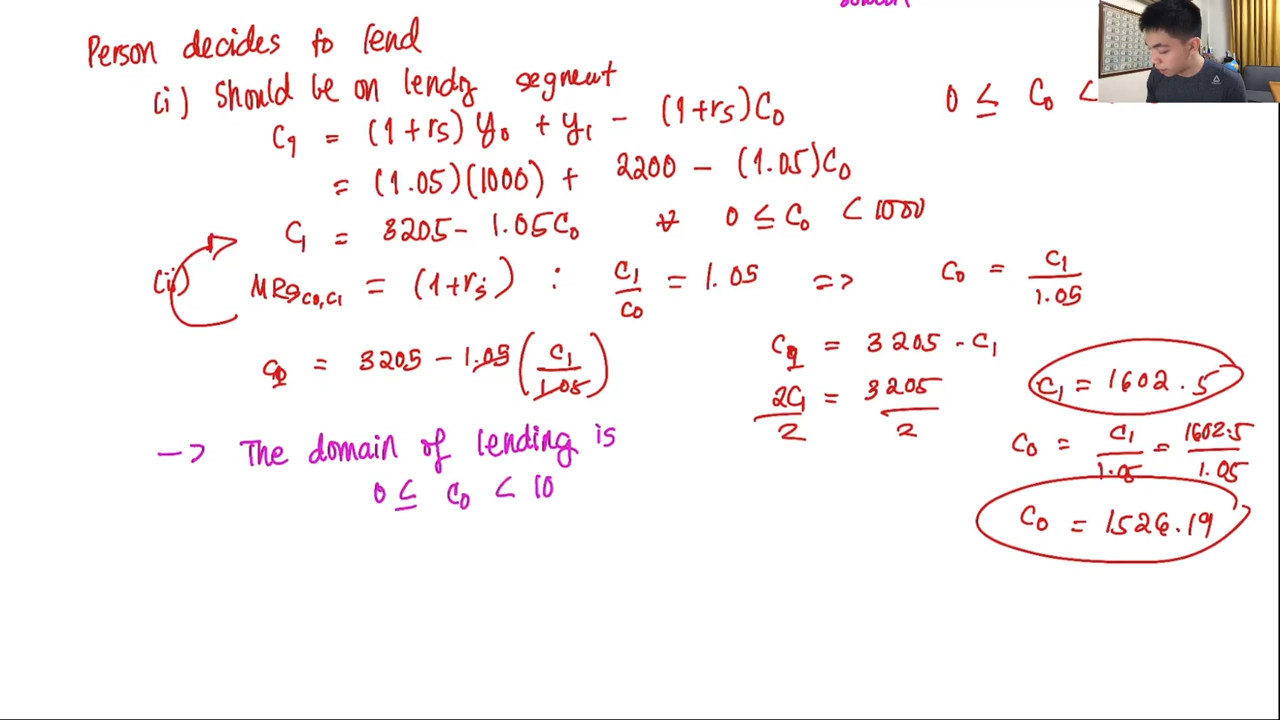 Person decides to lend
(i) Should be on lendg segment
0 ≤ C₀ <
C₁ = (1+rs) y₀ + y₁ - (1+rs)C₀
= (1.05)(1000) + 2200 - (1.05)C₀
C₁ = 3205 - 1.05C₀ ∀ 0 ≤ C₀ < 1000
(ii) MRS C₀,C₁ = (1+rs) : C₁/C₀ = 1.05 => C₀ = C₁/1.05
C₁ = 3205 - 1.05 (C₁/1.05)
C₁ = 3205 - C₁
2C₁/2 = 3205/2
C₁ = 1602.5
C₀ = C₁/1.05 = 1602.5/1.05
C₀ = 1526.19
-> The domain of lending is
0 ≤ C₀ < 10